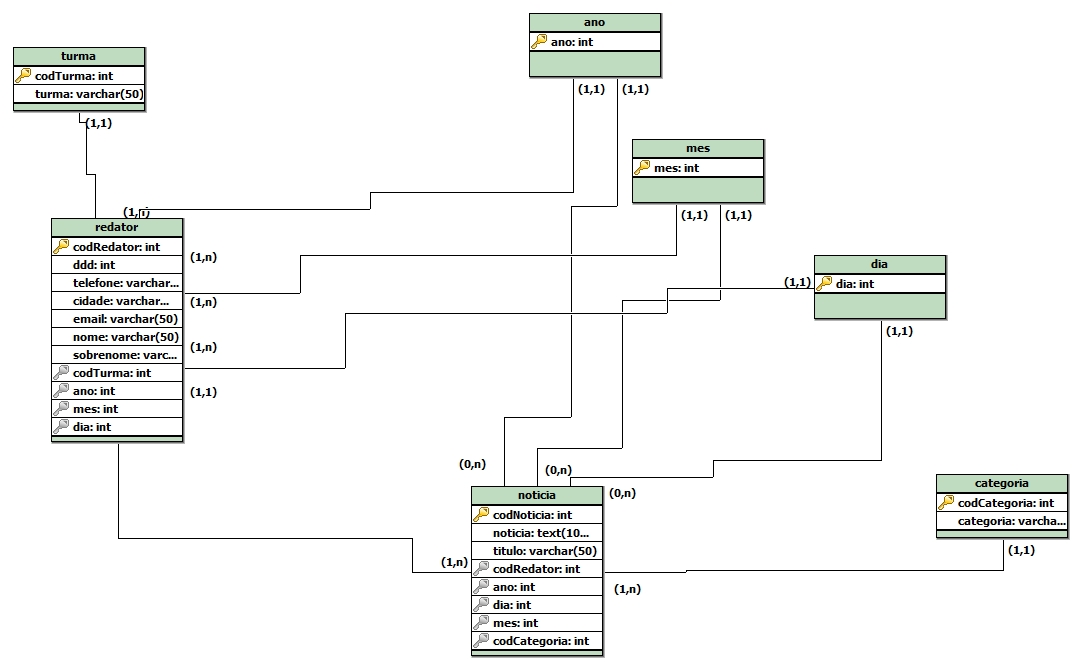 ano
ano: int
(1,1)
(1,1)
turma
codTurma: int
turma: varchar(50)
(1,1)
mes
mes: int
(1,1)
(1,1)
redator
codRedator: int
ddd: int
telefone: varchar...
cidade: varchar...
email: varchar(50)
nome: varchar(50)
sobrenome: varc...
codTurma: int
ano: int
mes: int
dia: int
(1,n)
(1,n)
(1,n)
(1,1)
dia
dia: int
(1,1)
(1,1)
(0,n)
(0,n)
(0,n)
noticia
codNoticia: int
noticia: text(10...
titulo: varchar(50)
codRedator: int
ano: int
dia: int
mes: int
codCategoria: int
(1,n)
(1,n)
categoria
codCategoria: int
categoria: varcha...
(1,1)